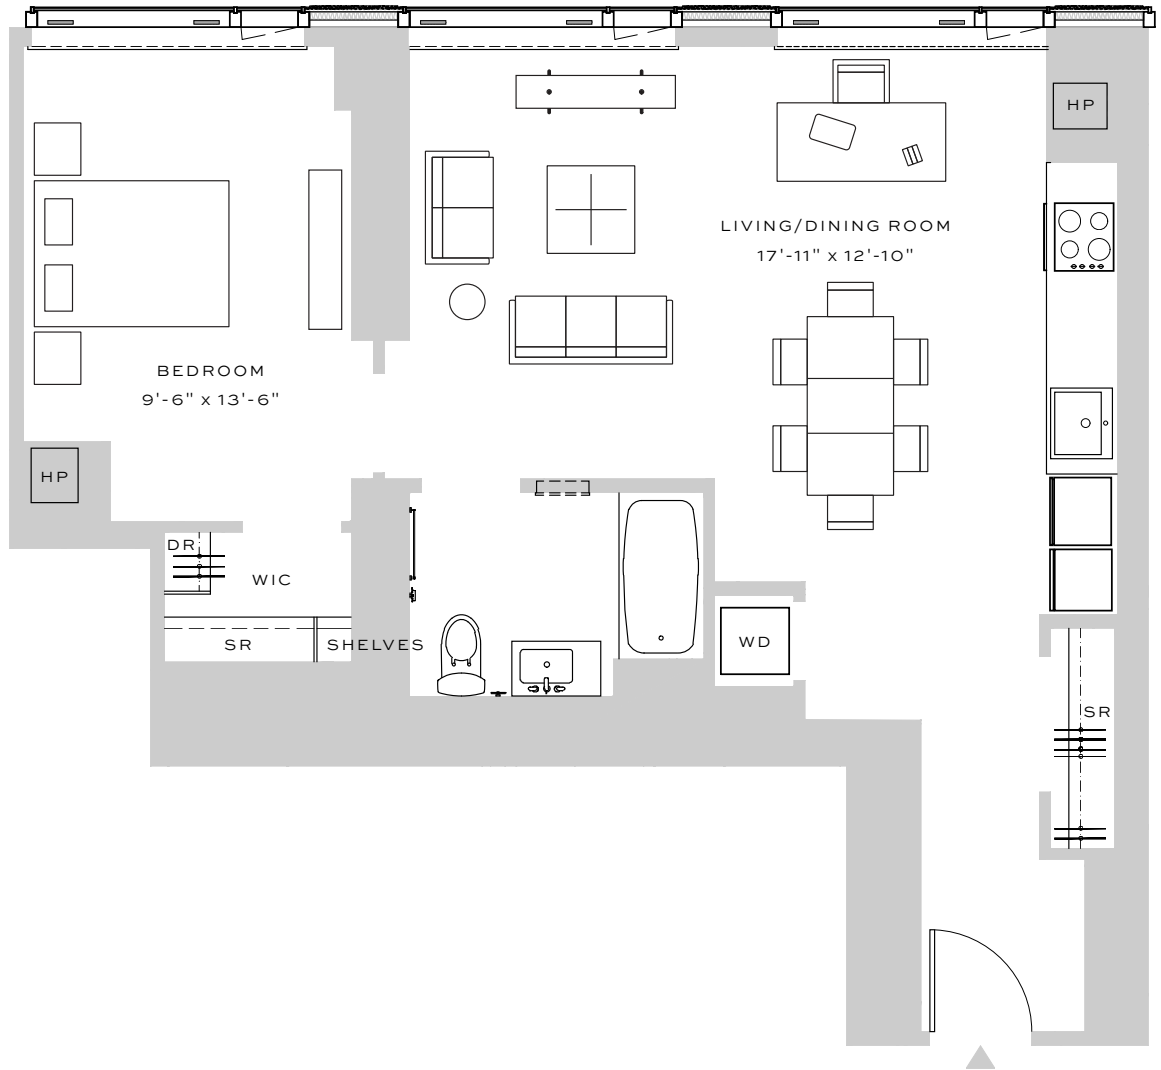 HP
LIVING/DINING ROOM
17'-11" x 12'-10"
BEDROOM
9'-6" x 13'-6"
HP
DR
WIC
SR
SHELVES
WD
SR